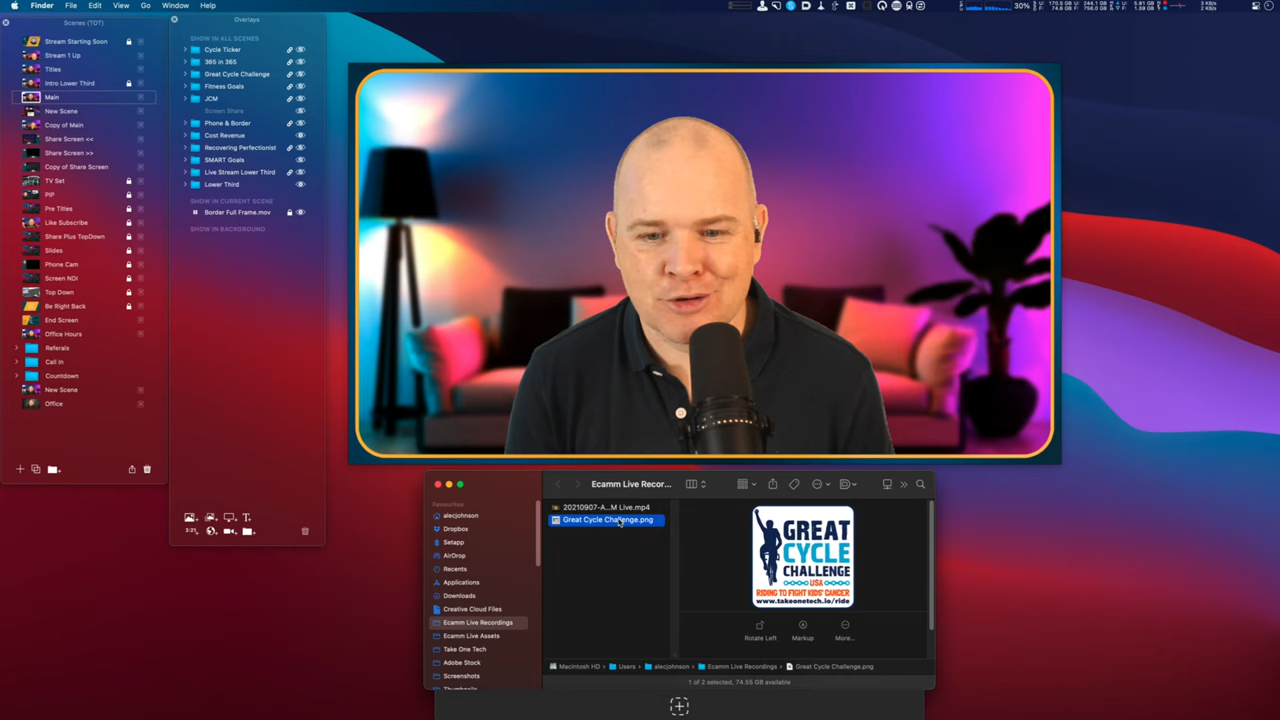 Finder File Edit View Go Window Help
30%
Scenes (TOT)
Stream Starting Soon
Stream 1 Up
Titles
Intro Lower Third
Main
New Scene
Copy of Main
Share Screen <<
Share Screen >>
Copy of Share Screen
TV Set
PIP
Pre Titles
Like Subscribe
Share Plus TopDown
Slides
Phone Cam
Screen NDI
Top Down
Be Right Back
End Screen
Office Hours
Referrals
Call In
Countdown
New Scene
Office
Overlays
SHOW IN ALL SCENES
Cycle Ticker
365 in 365
Great Cycle Challenge
Fitness Goals
JCM
Screen Share
Phone & Border
Cost Revenue
Recovering Perfectionist
SMART Goals
Live Stream Lower Third
Lower Third
SHOW IN CURRENT SCENE
Border Full Frame.mov
SHOW IN BACKGROUND
Ecamm Live Recor...
Favourites
alecjohnson
Dropbox
Setapp
AirDrop
Recents
Applications
Downloads
Creative Cloud Files
Ecamm Live Recordings
Ecamm Live Assets
Take One Tech
Adobe Stock
Screenshots
20210907-A...M Live.mp4
Great Cycle Challenge.png
GREAT
CYCLE
CHALLENGE
USA
RIDING TO FIGHT KIDS' CANCER
www.takeonetech.io/ride
Rotate Left Markup More...
Macintosh HD › Users › alecjohnson › Ecamm Live Recordings › Great Cycle Challenge.png
1 of 2 selected, 74.55 GB available